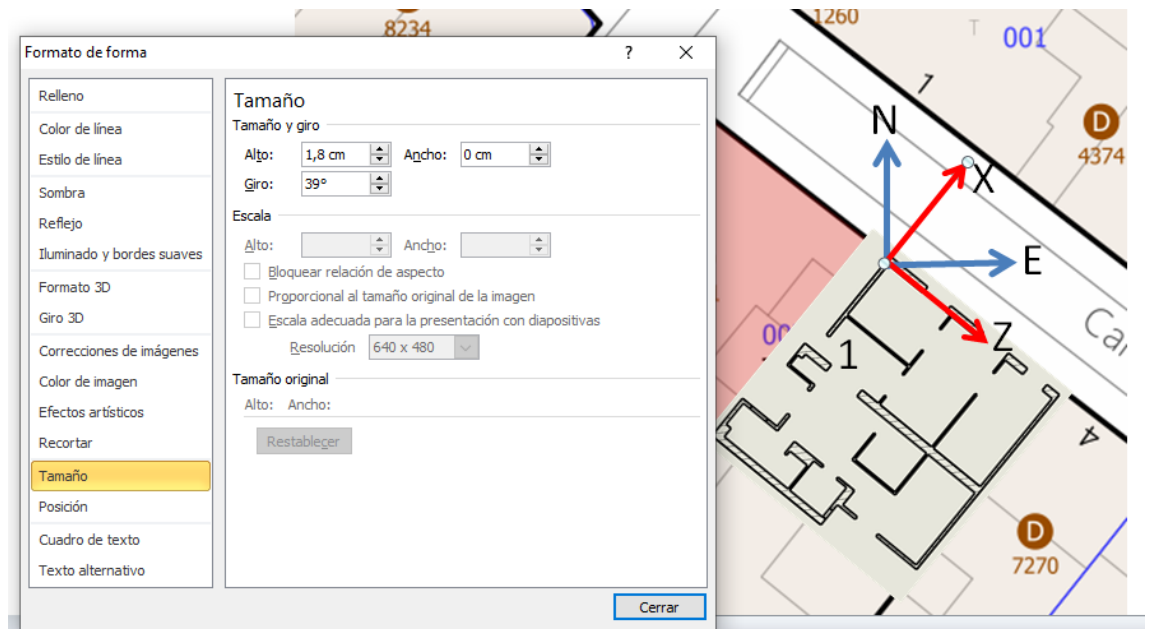 8234
1260
T
001
Formato de forma
?
Relleno
Color de línea
Estilo de línea
Sombra
Reflejo
Iluminado y bordes suaves
Formato 3D
Giro 3D
Correcciones de imágenes
Color de imagen
Efectos artísticos
Recortar
Tamaño
Posición
Cuadro de texto
Texto alternativo
Tamaño
Tamaño y giro
Alto: 1,8 cm Ancho: 0 cm
Giro: 39°
Escala
Alto: Ancho:
Bloquear relación de aspecto
Proporcional al tamaño original de la imagen
Escala adecuada para la presentación con diapositivas
Resolución 640 x 480
Tamaño original
Alto: Ancho:
Restablecer
Cerrar
1
N
D
4374
X
E
Z
1
4
D
7270